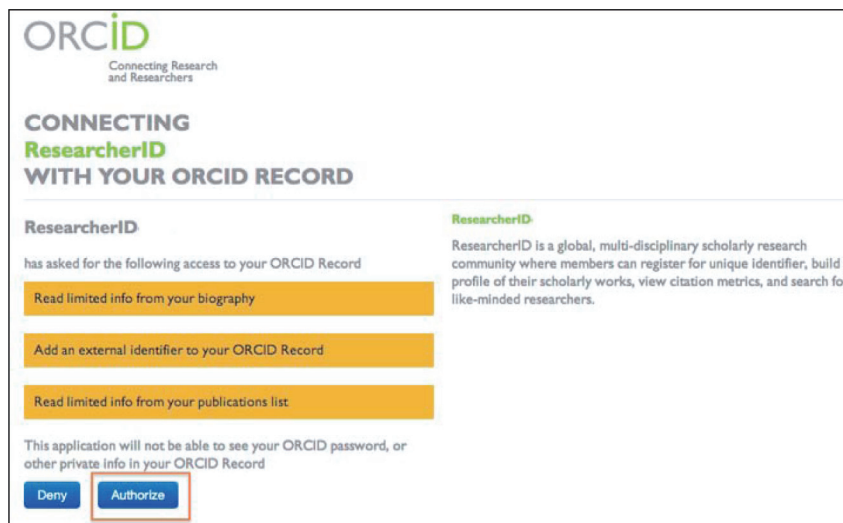 ORCID
Connecting Research
and Researchers
CONNECTING
ResearcherID
WITH YOUR ORCID RECORD
ResearcherID
has asked for the following access to your ORCID Record
Read limited info from your biography
Add an external identifier to your ORCID Record
Read limited info from your publications list
This application will not be able to see your ORCID password, or
other private info in your ORCID Record
Deny
Authorize
ResearcherID
ResearcherID is a global, multi-disciplinary scholarly research
community where members can register for unique identifier, build
profile of their scholarly works, view citation metrics, and search fo
like-minded researchers.